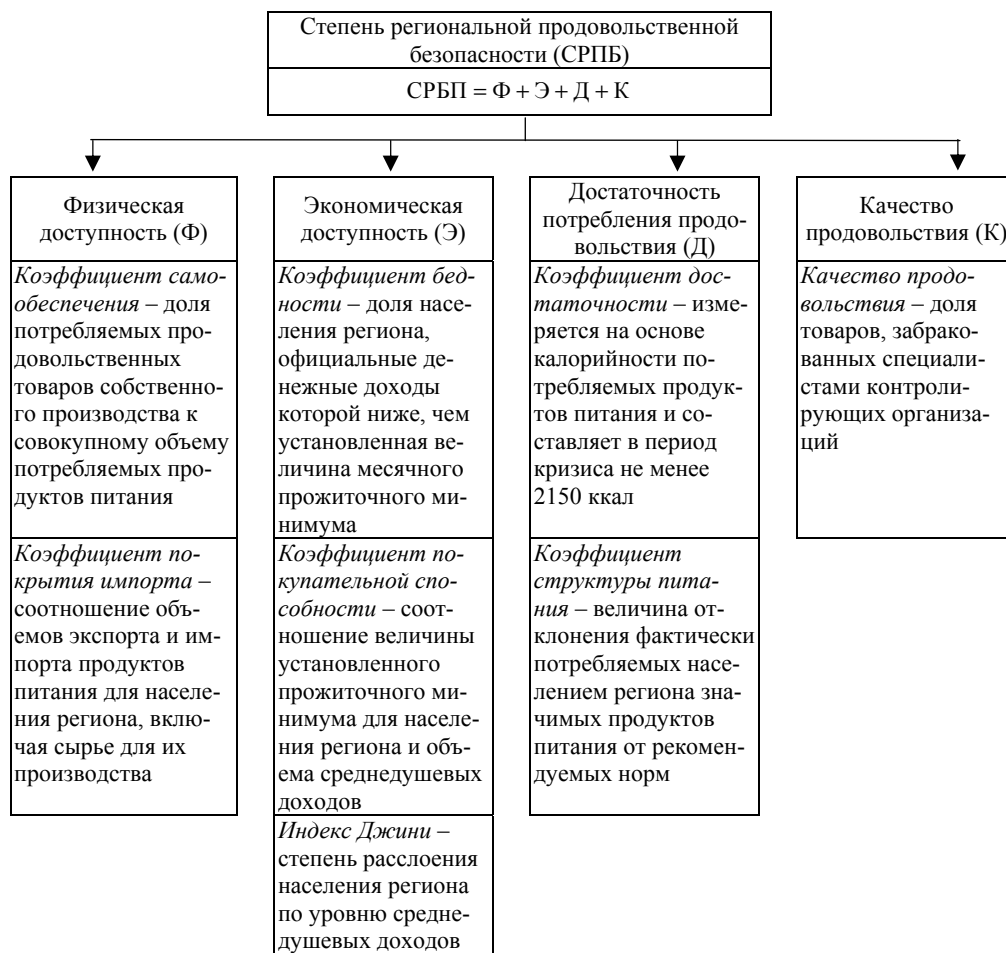 Степень региональной продовольственной
безопасности (СРПБ)
СРБП = Ф + Э + Д + К
Физическая
доступность (Ф)
Коэффициент само-
обеспечения – доля
потребляемых про-
довольственных
товаров собственно-
го производства к
совокупному объему
потребляемых про-
дуктов питания
Коэффициент по-
крытия импорта –
соотношение объ-
емов экспорта и им-
порта продуктов
питания для населе-
ния региона, вклю-
чая сырье для их
производства
Экономическая
доступность (Э)
Коэффициент бед-
ности – доля насе-
ления региона,
официальные де-
нежные доходы
которой ниже, чем
установленная ве-
личина месячного
прожиточного ми-
нимума
Коэффициент по-
купательной спо-
собности – соот-
ношение величины
установленного
прожиточного ми-
нимума для населе-
ния региона и объ-
ема среднедушевых
доходов
Индекс Джини –
степень расслоения
населения региона
по уровню средне-
душевых доходов
Достаточность
потребления продо-
вольствия (Д)
Коэффициент дос-
таточности – изме-
ряется на основе
калорийности по-
требляемых продук-
тов питания и со-
ставляет в период
кризиса не менее
2150 ккал
Коэффициент
структуры пита-
ния – величина от-
клонения фактически
потребляемых насе-
лением региона зна-
чимых продуктов
питания от рекомен-
дуемых норм
Качество
продовольствия (К)
Качество продо-
вольствия – доля
товаров, забрако-
ванных специали-
стами контроли-
рующих организа-
ций